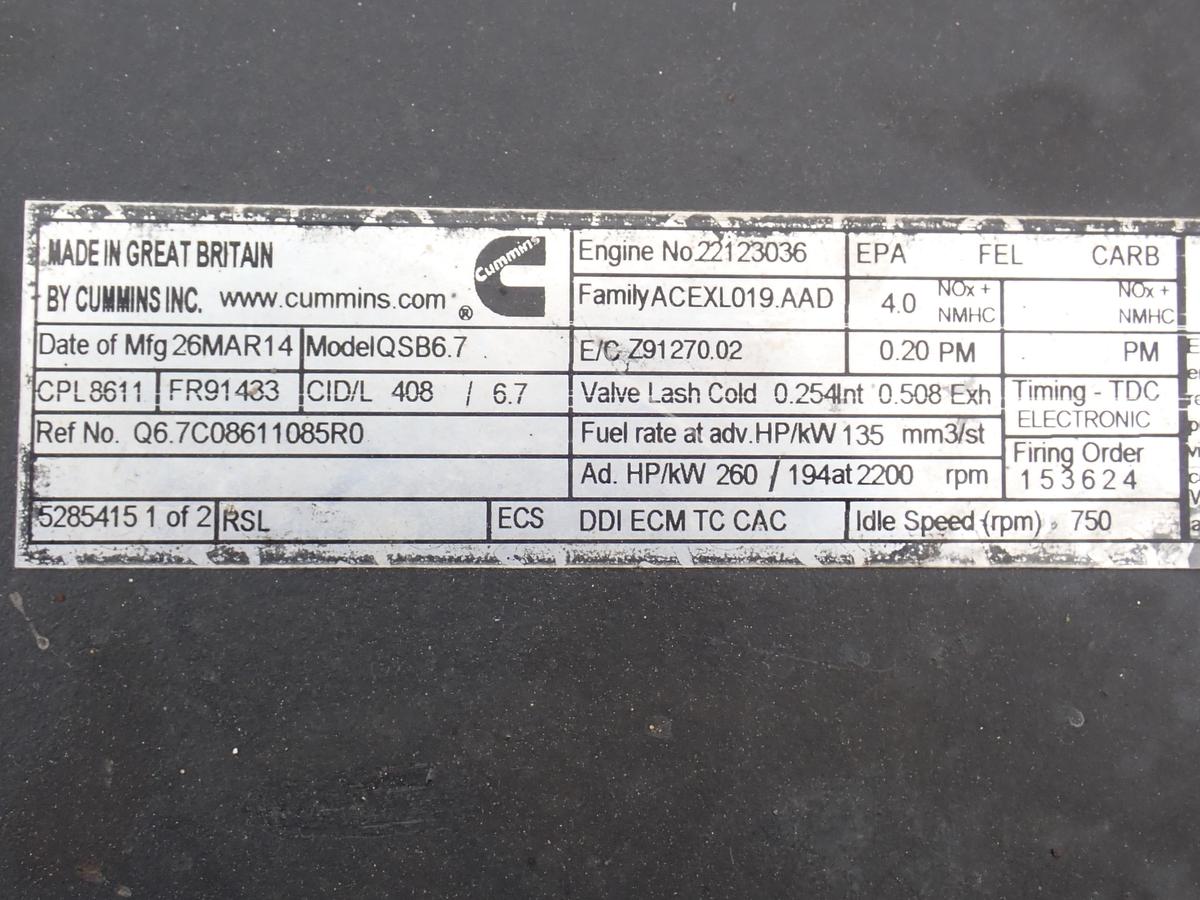 MADE IN GREAT BRITAIN
BY CUMMINS INC. www.cummins.com ®
Cummins
Engine No.22123036
EPA FEL CARB
Family ACEXL019.AAD
4.0 NOx + NMHC
NOx + NMHC
Date of Mfg 26MAR14
Model QSB6.7
E/C Z91270.02
0.20 PM
PM
CPL 8611
FR91433
CID/L 408 / 6.7
Valve Lash Cold 0.254Int 0.508 Exh
Timing - TDC
ELECTRONIC
Ref No. Q6.7C08611085R0
Fuel rate at adv.HP/kW 135 mm3/st
Firing Order
1 5 3 6 2 4
Ad. HP/kW 260 / 194at 2200 rpm
5285415 1 of 2
RSL
ECS DDI ECM TC CAC
Idle Speed (rpm) 750